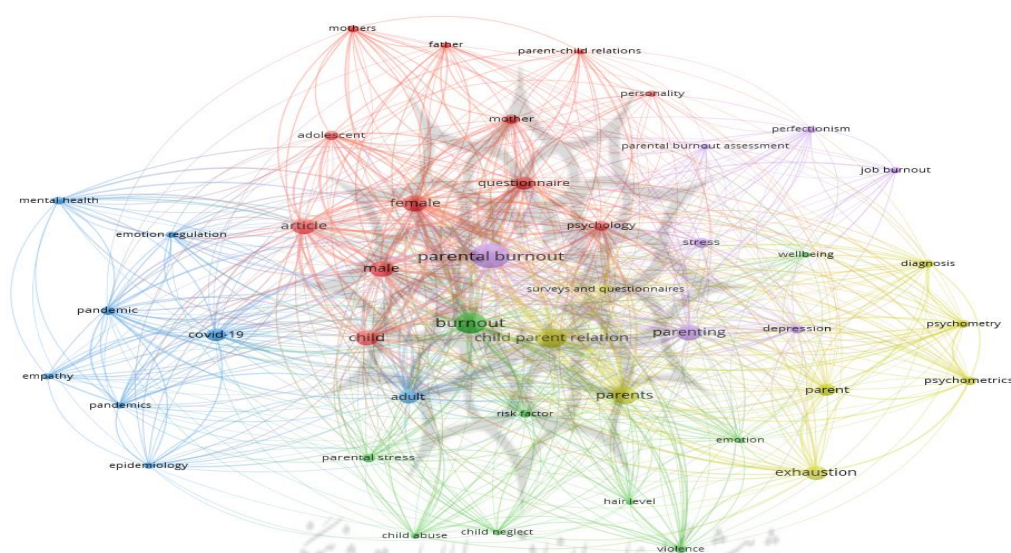 mothers
father
parent-child relations
personality
mother
adolescent
perfectionism
parental burnout assessment
job burnout
questionnaire
mental health
female
article
psychology
emotion regulation
stress
parental burnout
wellbeing
male
diagnosis
surveys and questionnaires
pandemic
burnout
covid-19
child
child parent relation
parenting
depression
psychometry
empathy
psychometrics
adult
parents
parent
pandemics
risk factor
emotion
parental stress
epidemiology
exhaustion
hair level
child abuse
child neglect
violence